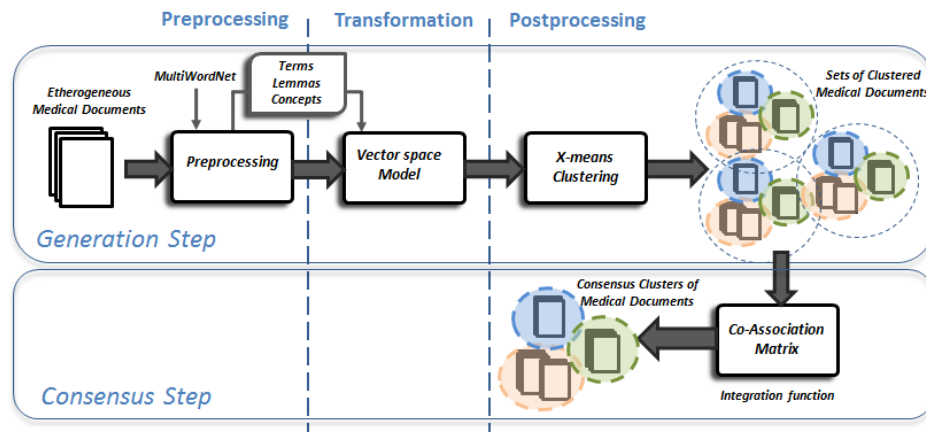 Preprocessing
Transformation
Postprocessing
Terms
Lemmas
Concepts
MultiWordNet
Etherogeneous
Medical Documents
Sets of Clustered
Medical Documents
Preprocessing
Vector space
Model
X-means
Clustering
Generation Step
Consensus Clusters of
Medical Documents
Co-Association
Matrix
Integration function
Consensus Step